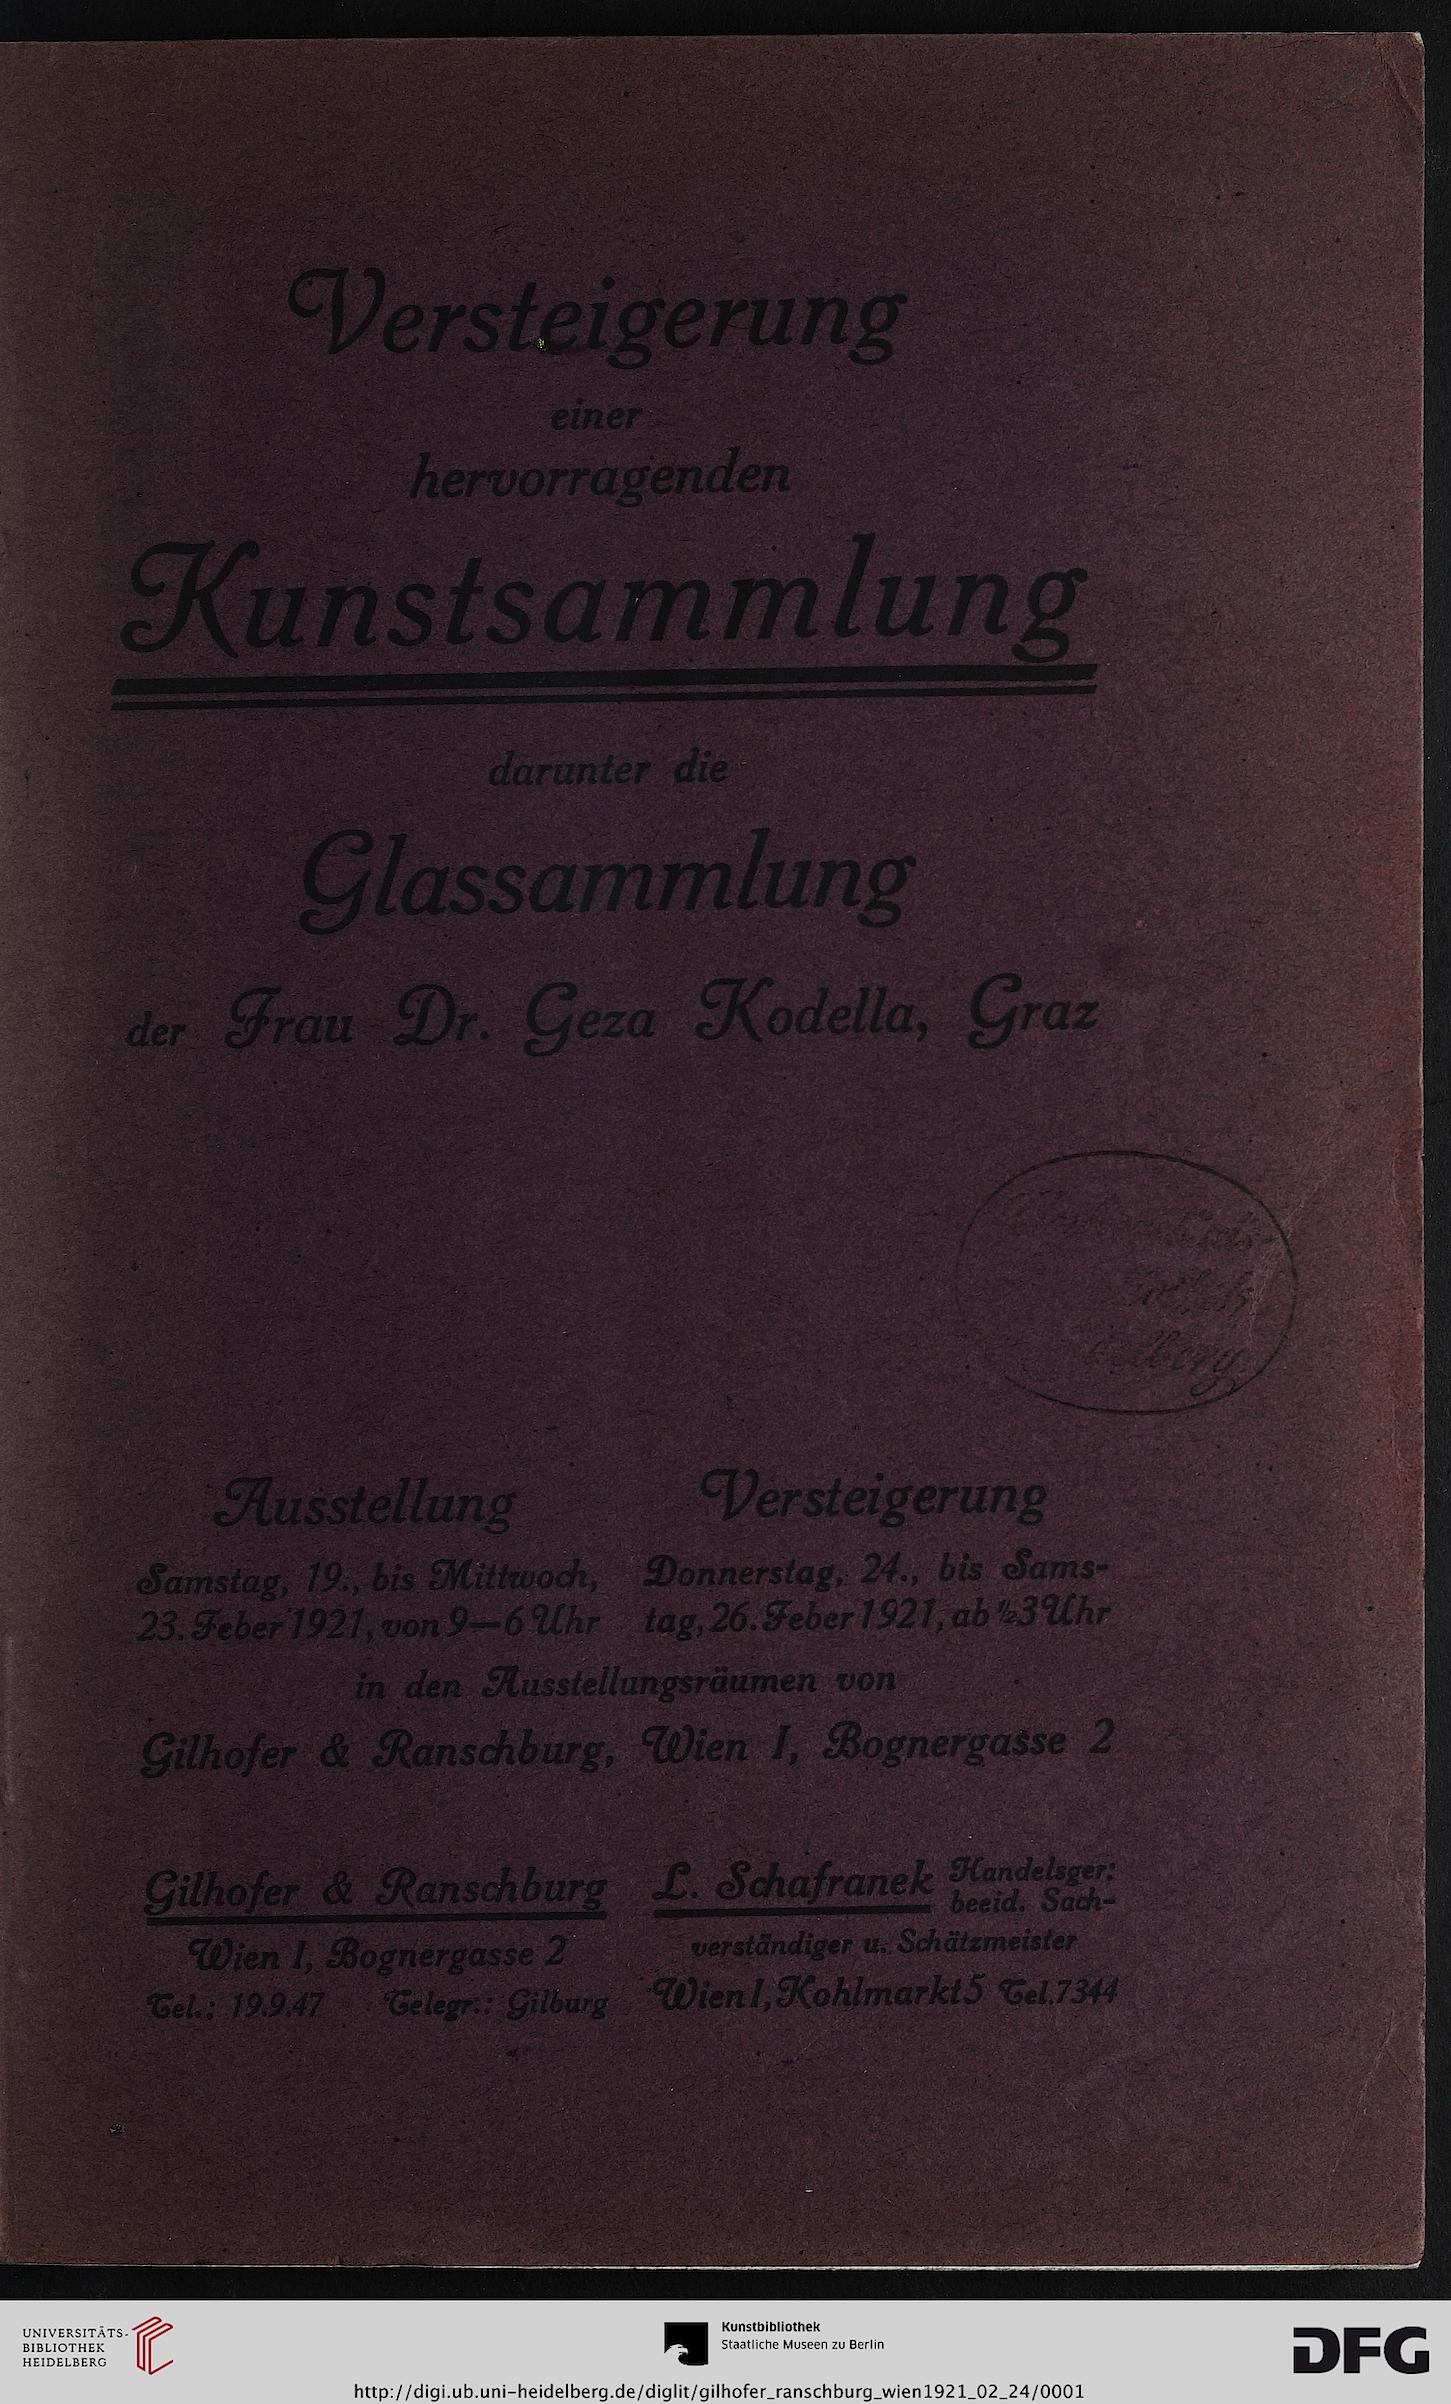 Versteigerung
einer
hervorragenden
Kunstsammlung
darunter die
Glassammlung
der Frau Dr. Geza Kodella, Graz
Ausstellung
Samstag, 19., bis Mittwoch,
23. Feber 1921, von 9—6 Uhr
Versteigerung
Donnerstag, 24., bis Sams-
tag, 26. Feber 1921, ab ½3 Uhr
in den Ausstellungsräumen von
Gilhofer & Ranschburg, Wien I, Bognergasse 2
Gilhofer & Ranschburg
Wien I, Bognergasse 2
Tel.: 19.9.47 Telegr.: Gilburg
L. Schafranek Handelsger.
beeid. Sach-
verständiger u. Schätzmeister
Wien I, Kohlmarkt 5 Tel. 7344
UNIVERSITÄTS-
BIBLIOTHEK
HEIDELBERG
Kunstbibliothek
Staatliche Museen zu Berlin
DFG
http://digi.ub.uni-heidelberg.de/diglit/gilhofer_ranschburg_wien1921_02_24/0001